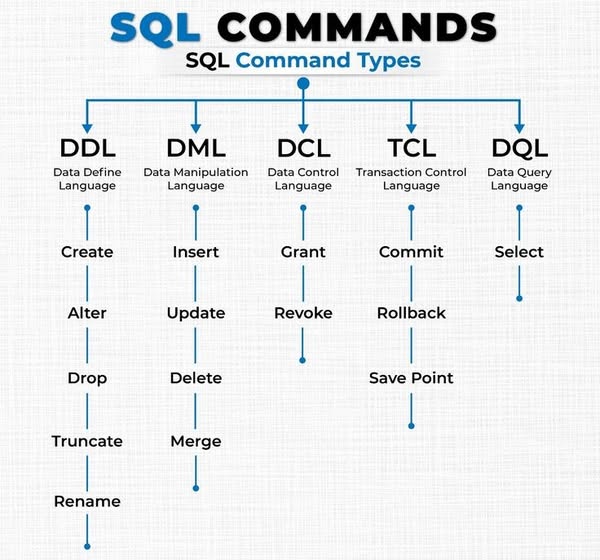 SQL COMMANDS
SQL Command Types
DDL
Data Define
Language
Create
Alter
Drop
Truncate
Rename
DML
Data Manipulation
Language
Insert
Update
Delete
Merge
DCL
Data Control
Language
Grant
Revoke
TCL
Transaction Control
Language
Commit
Rollback
Save Point
DQL
Data Query
Language
Select